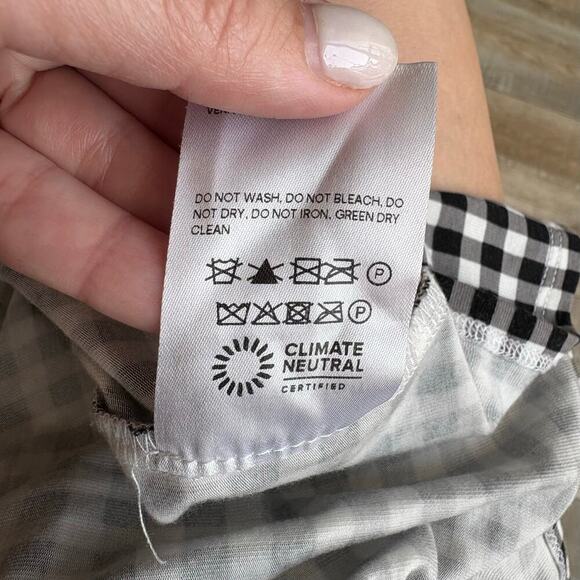 DO NOT WASH, DO NOT BLEACH, DO
NOT DRY, DO NOT IRON, GREEN DRY
CLEAN
P
P
CLIMATE
NEUTRAL
CERTIFIED